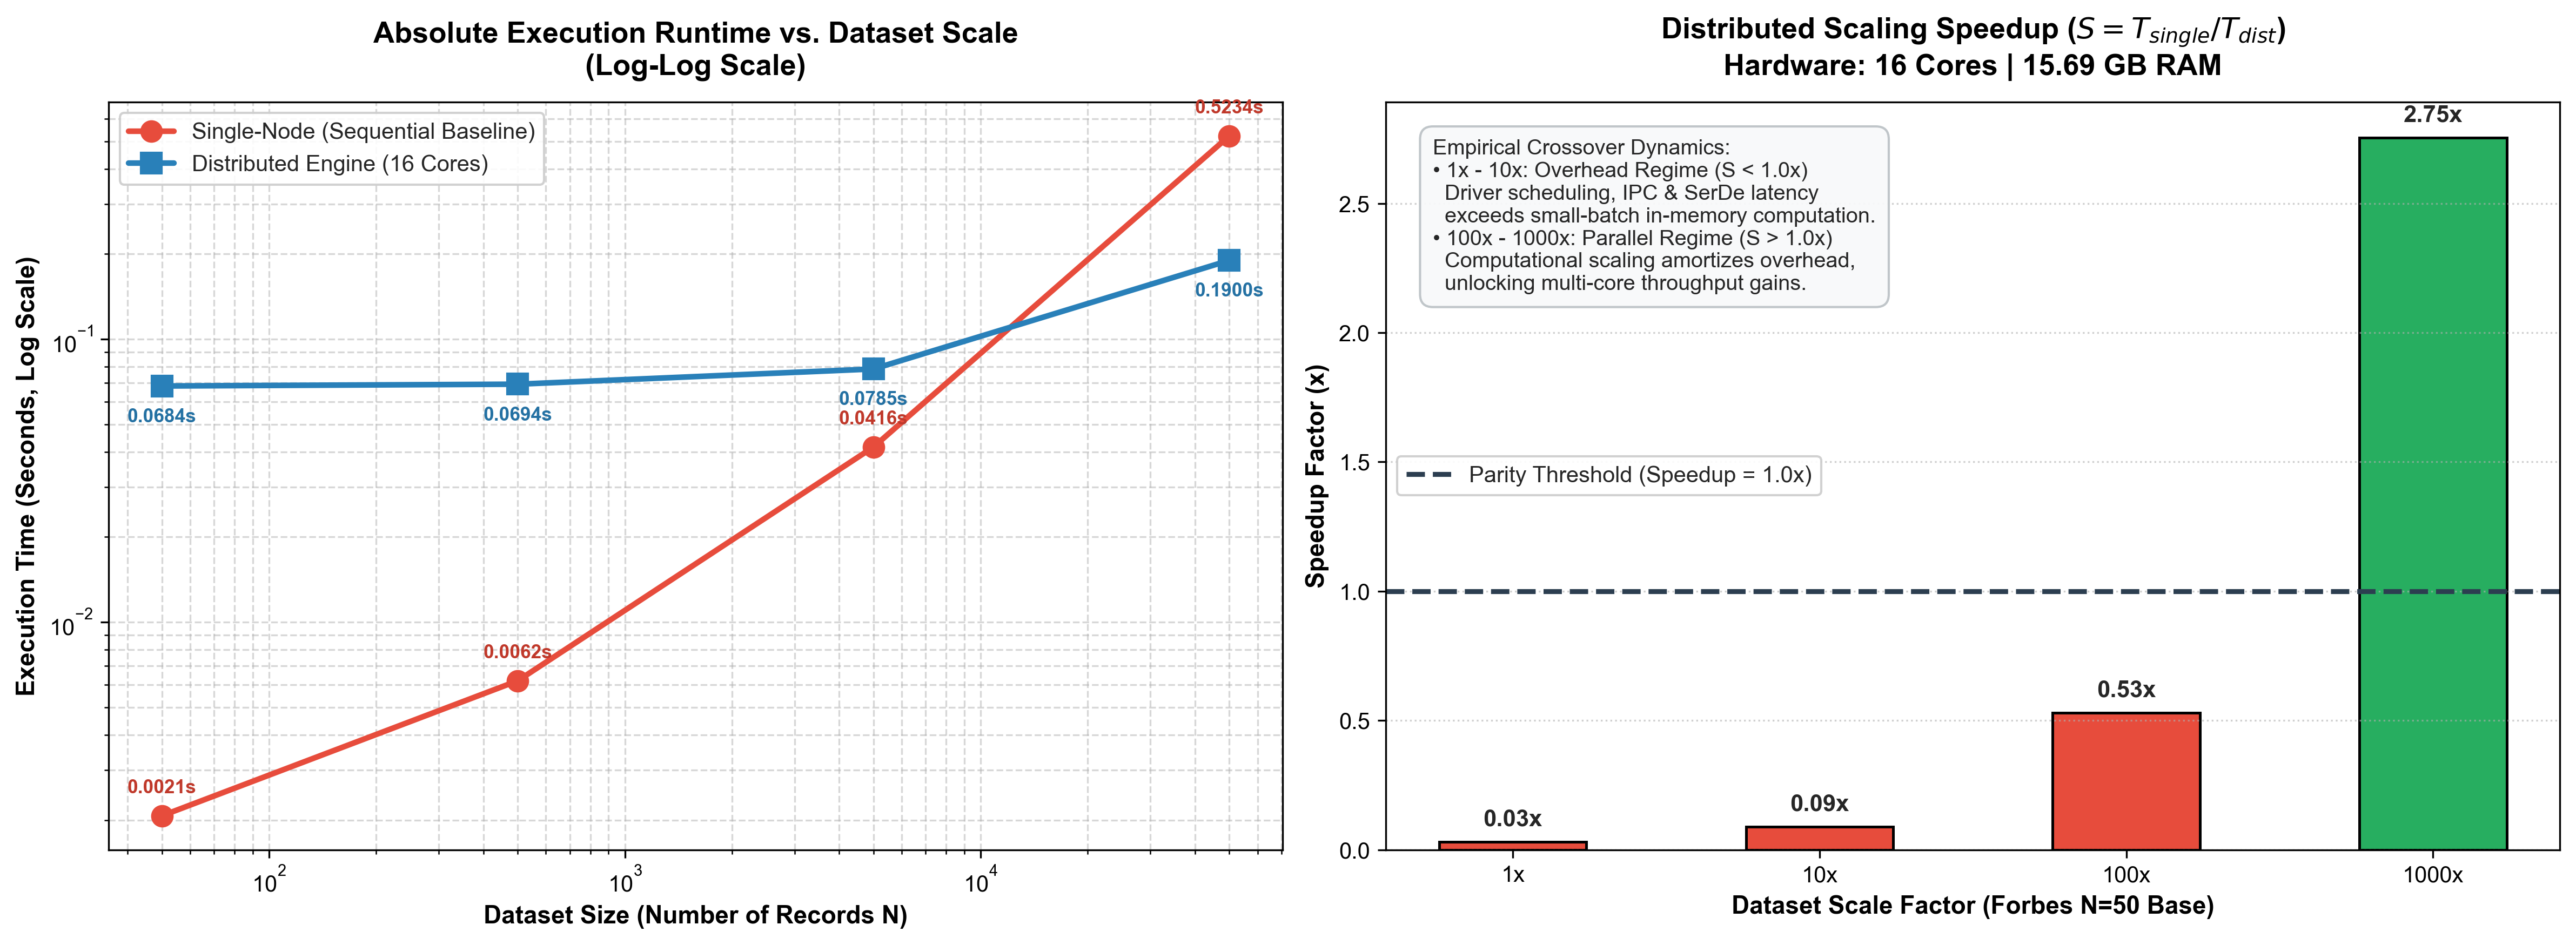 Absolute Execution Runtime vs. Dataset Scale
(Log-Log Scale)
Single-Node (Sequential Baseline)
Distributed Engine (16 Cores)
0.5234s
0.1900s
0.0684s
0.0694s
0.0785s
0.0416s
0.0062s
0.0021s
10⁻¹
10⁻²
10²
10³
10⁴
Execution Time (Seconds, Log Scale)
Dataset Size (Number of Records N)
Distributed Scaling Speedup (S = T_single/T_dist)
Hardware: 16 Cores | 15.69 GB RAM
Empirical Crossover Dynamics:
• 1x - 10x: Overhead Regime (S < 1.0x)
Driver scheduling, IPC & SerDe latency
exceeds small-batch in-memory computation.
• 100x - 1000x: Parallel Regime (S > 1.0x)
Computational scaling amortizes overhead,
unlocking multi-core throughput gains.
Parity Threshold (Speedup = 1.0x)
2.75x
0.53x
0.09x
0.03x
2.5
2.0
1.5
1.0
0.5
0.0
Speedup Factor (x)
1x
10x
100x
1000x
Dataset Scale Factor (Forbes N=50 Base)